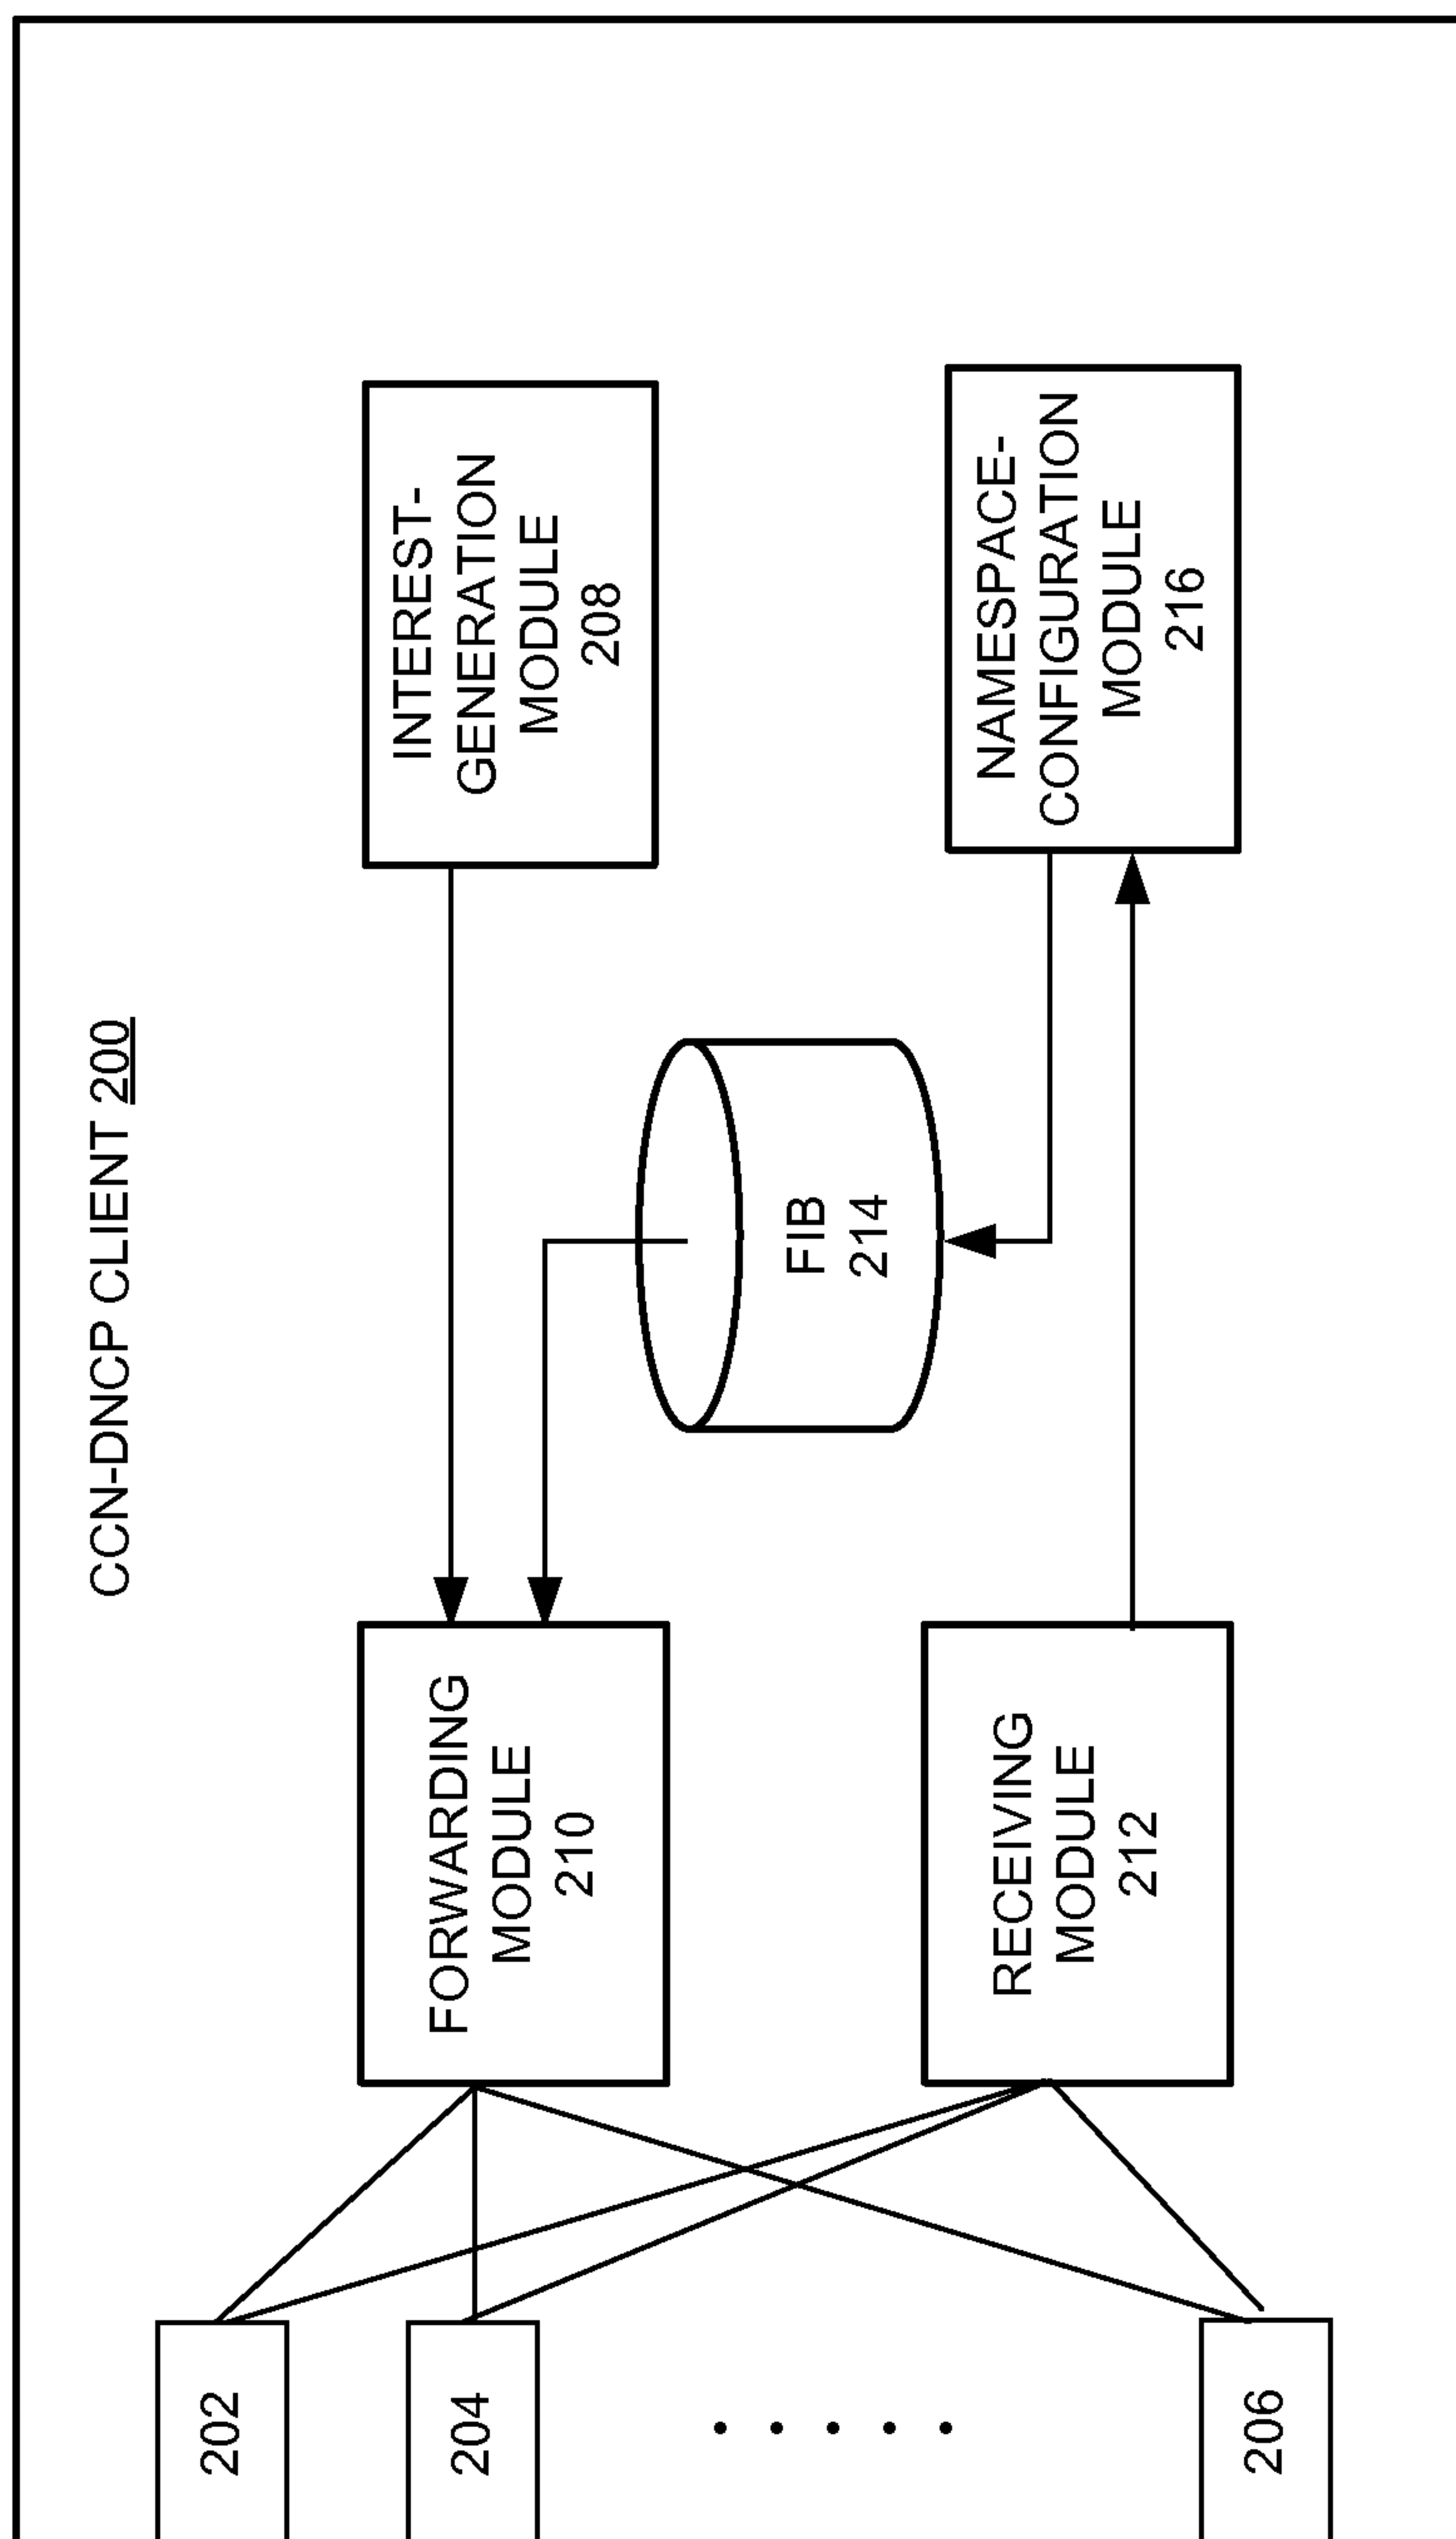 CCN-DNCP CLIENT 200
202
204
206
FORWARDING
MODULE
210
INTEREST-
GENERATION
MODULE
208
FIB
214
RECEIVING
MODULE
212
NAMESPACE-
CONFIGURATION
MODULE
216